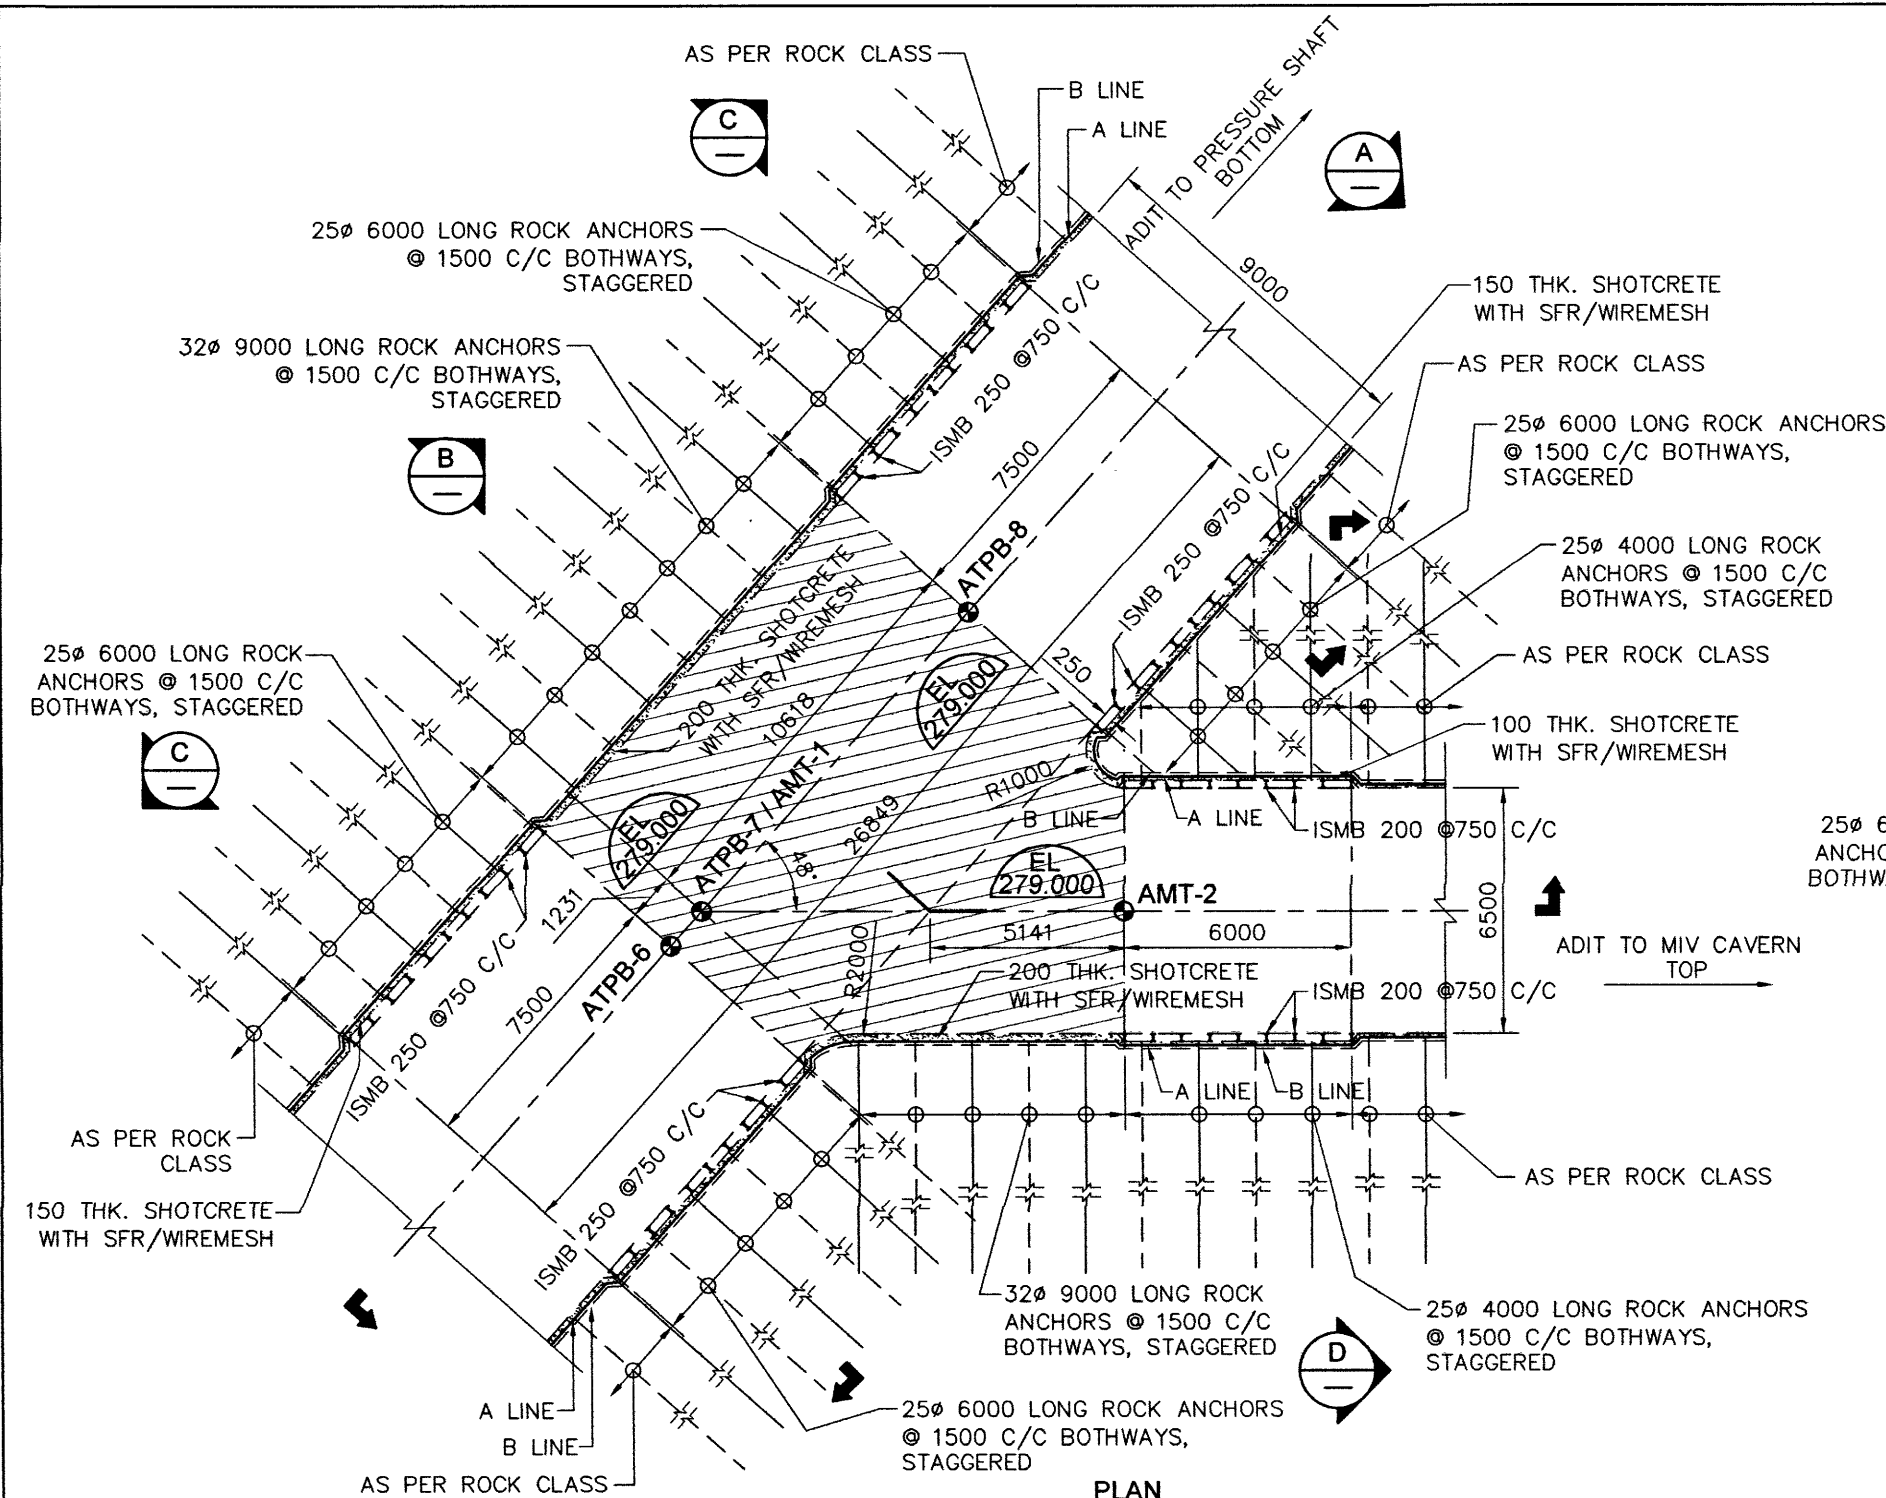 AS PER ROCK CLASS
B LINE
A LINE
ADIT TO PRESSURE SHAFT
BOTTOM
C
A
25ø 6000 LONG ROCK ANCHORS
@ 1500 C/C BOTHWAYS,
STAGGERED
9000
150 THK. SHOTCRETE
WITH SFR/WIREMESH
32ø 9000 LONG ROCK ANCHORS
@ 1500 C/C BOTHWAYS,
STAGGERED
AS PER ROCK CLASS
ISMB 250 @750 C/C
7500
25ø 6000 LONG ROCK ANCHORS
@ 1500 C/C BOTHWAYS,
STAGGERED
B
ISMB 250 @750 C/C
25ø 4000 LONG ROCK
ANCHORS @ 1500 C/C
BOTHWAYS, STAGGERED
ATPB-8
200 THK. SHOTCRETE
WITH SFR/WIREMESH
25ø 6000 LONG ROCK
ANCHORS @ 1500 C/C
BOTHWAYS, STAGGERED
250
AS PER ROCK CLASS
EL
279.000
10618
100 THK. SHOTCRETE
WITH SFR/WIREMESH
C
R1000
B LINE
A LINE
ISMB 200 @750 C/C
EL
279.000
ATPB-7 / AMT-1
26849
48°
EL
279.000
AMT-2
6500
25ø 6
ANCHO
BOTHWA
1231
ATPB-6
5141
6000
ADIT TO MIV CAVERN
TOP
R2000
200 THK. SHOTCRETE
WITH SFR/WIREMESH
ISMB 200 @750 C/C
7500
ISMB 250 @750 C/C
A LINE
B LINE
AS PER ROCK
CLASS
ISMB 250 @750 C/C
AS PER ROCK CLASS
150 THK. SHOTCRETE
WITH SFR/WIREMESH
32ø 9000 LONG ROCK
ANCHORS @ 1500 C/C
BOTHWAYS, STAGGERED
25ø 4000 LONG ROCK ANCHORS
@ 1500 C/C BOTHWAYS,
STAGGERED
D
A LINE
B LINE
25ø 6000 LONG ROCK ANCHORS
@ 1500 C/C BOTHWAYS,
STAGGERED
AS PER ROCK CLASS
PLAN